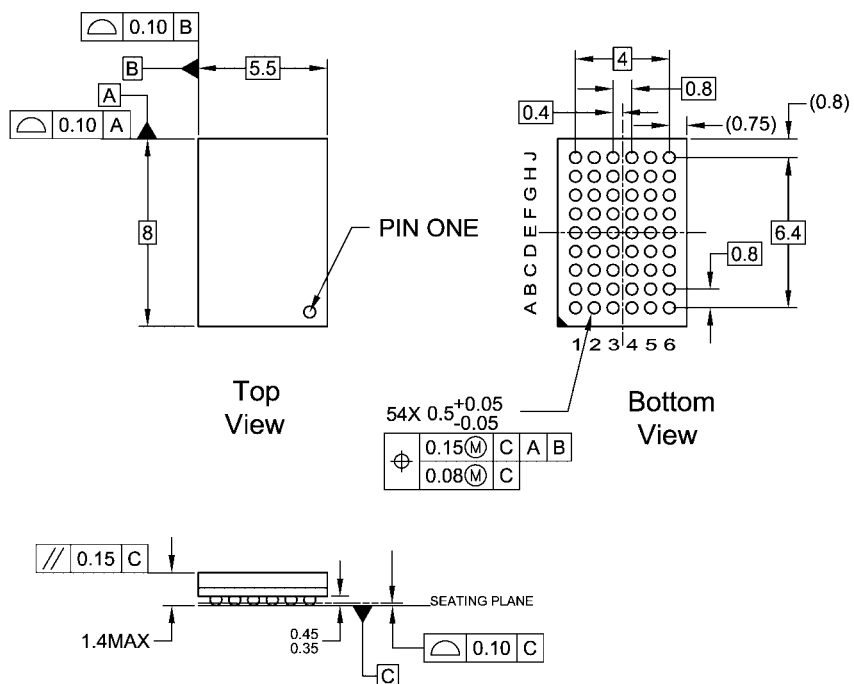 ⌓ 0.10 B
B
5.5
A
⌓ 0.10 A
8
PIN ONE
Top
View
4
0.8
0.4
(0.75)
(0.8)
J
H
G
F
E
D
C
B
A
6.4
0.8
1 2 3 4 5 6
54X 0.5 +0.05
-0.05
⌖ 0.15 Ⓜ C A B
0.08 Ⓜ C
Bottom
View
// 0.15 C
1.4MAX
0.45
0.35
SEATING PLANE
⌓ 0.10 C
C